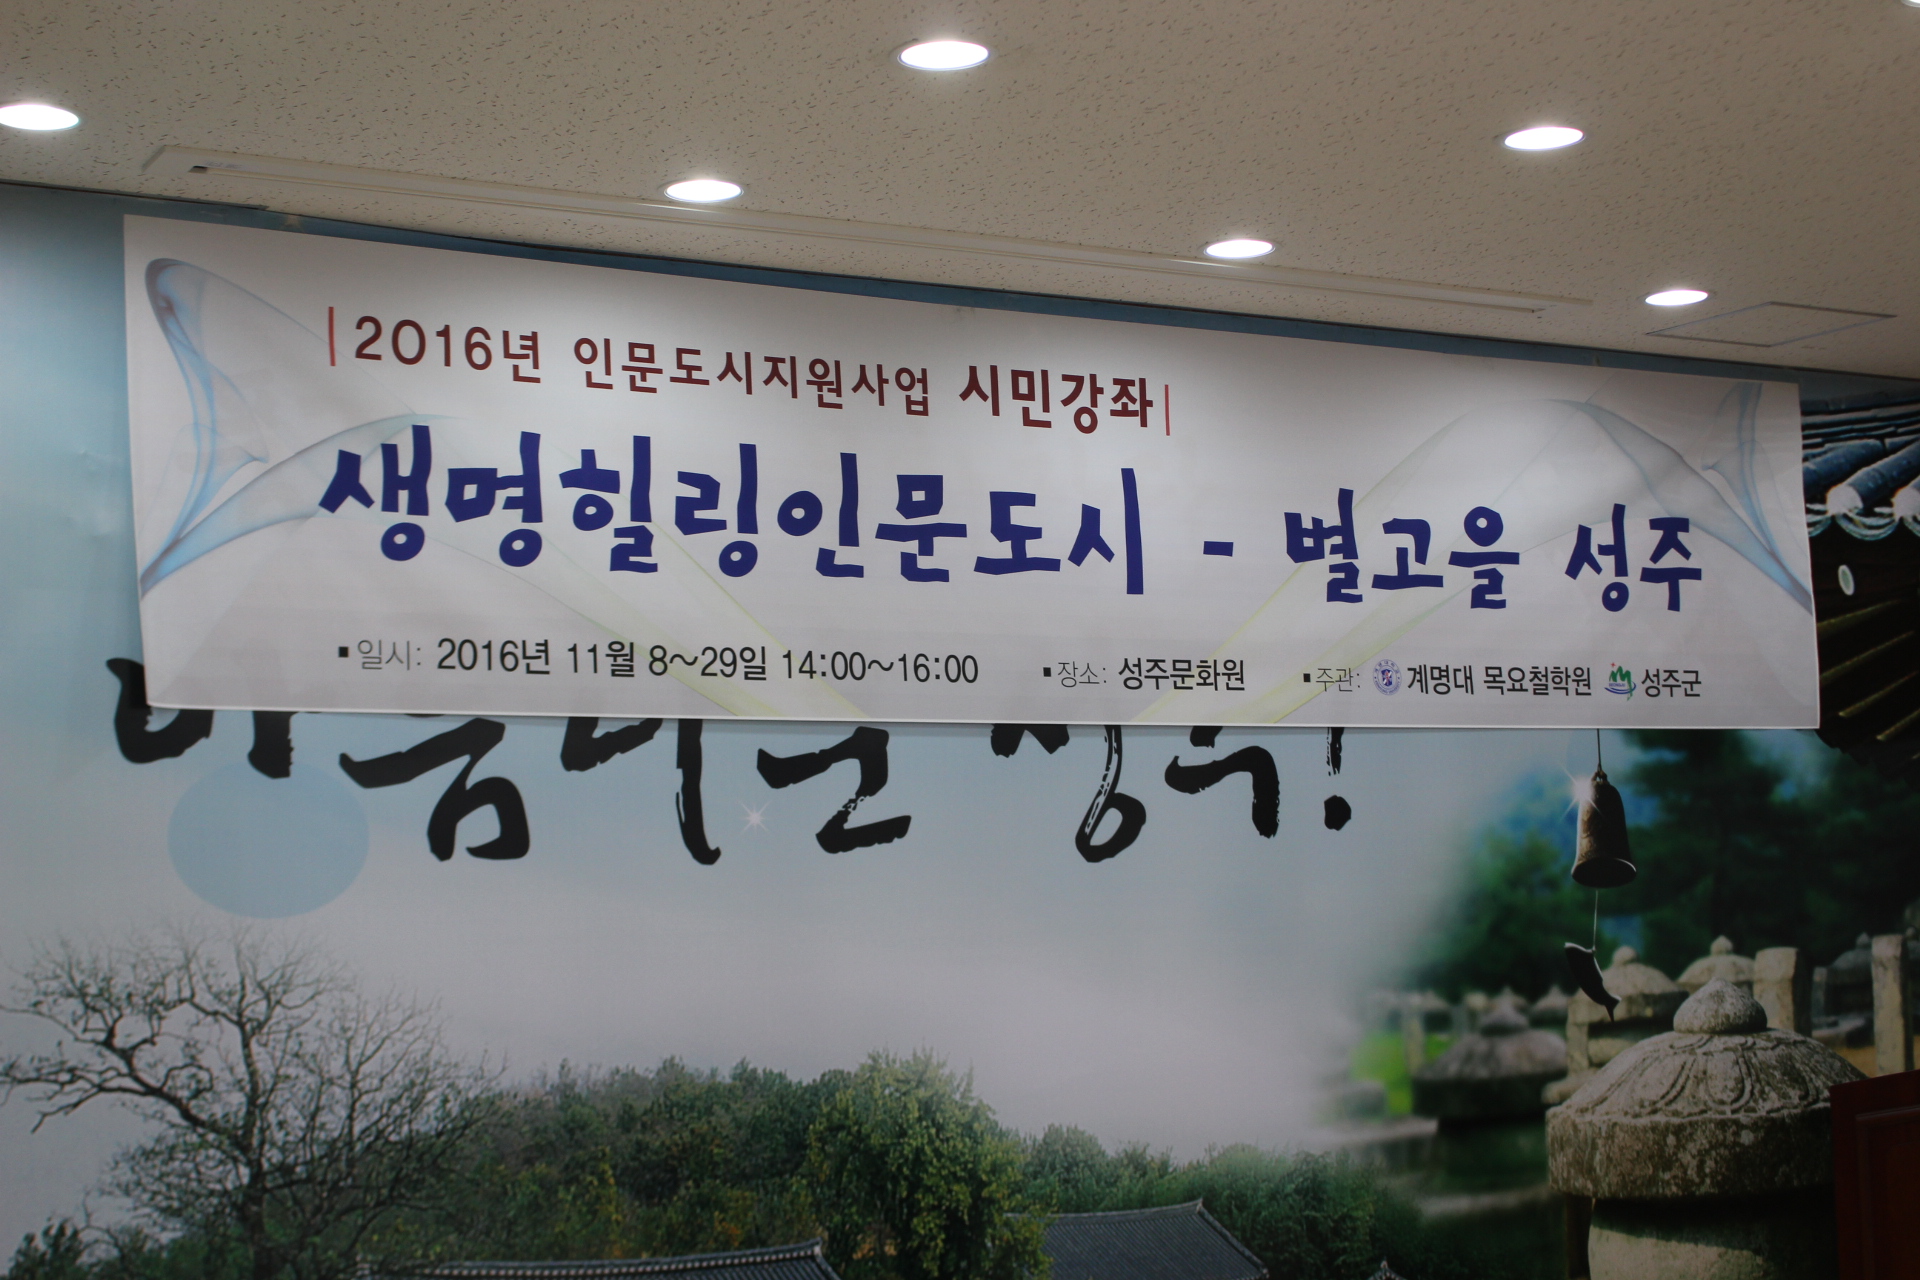 |2016년 인문도시지원사업 시민강좌|
생명힐링인문도시 - 별고을 성주
▪일시: 2016년 11월 8~29일 14:00~16:00 ▪장소: 성주문화원 ▪주관: 계명대 목요철학원 성주군